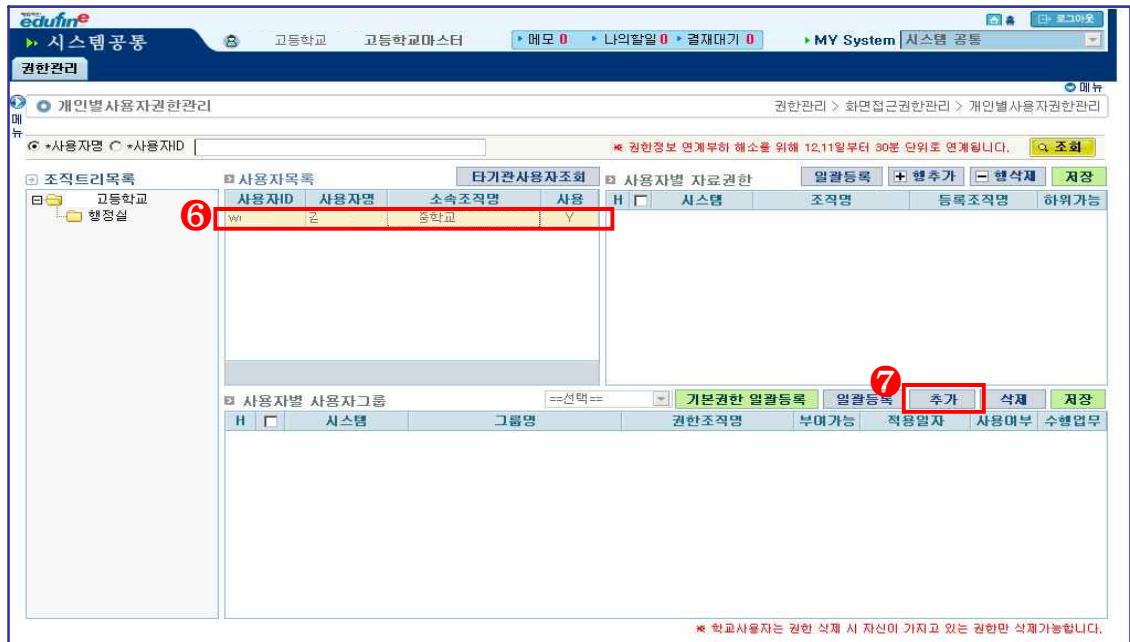 edufine
로그아웃
시스템공통
고등학교 고등학교마스터
메모 0 나의할일 0 결재대기 0
MY System 시스템 공통
권한관리
메뉴
메뉴
개인별사용자권한관리
권한관리 > 화면접근권한관리 > 개인별사용자권한관리
*사용자명 *사용자ID
※ 권한정보 연계부하 해소를 위해 12,11일부터 30분 단위로 연계됩니다. 조회
조직트리목록
고등학교
행정실
사용자목록 타기관사용자조회
사용자ID 사용자명 소속조직명 사용
❻ 중학교 Y
사용자별 자료권한 일괄등록 행추가 행삭제 저장
H 시스템 조직명 등록조직명 하위가능
❼
사용자별 사용자그룹 ==선택== 기본권한 일괄등록 일괄등록 추가 삭제 저장
H 시스템 그룹명 권한조직명 부여가능 적용일자 사용여부 수행업무
※ 학교사용자는 권한 삭제 시 자신이 가지고 있는 권한만 삭제가능합니다.